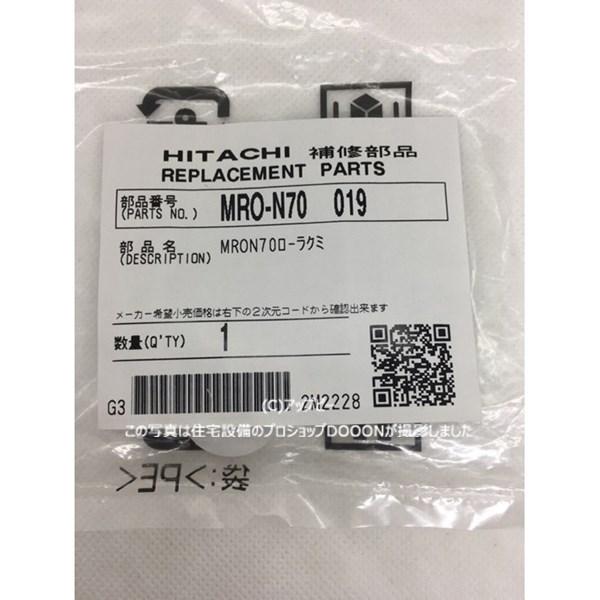 HITACHI 補修部品
REPLACEMENT PARTS
部品番号 (PARTS NO.) MRO-N70 019
部品名 (DESCRIPTION) MRON70ローラクミ
メーカー希望小売価格は右下の2次元コードから確認出来ます
数量(Q'TY) 1
G3 2M2228
この写真は住宅設備のプロショップDOOONが撮影しました
袋:>PE<